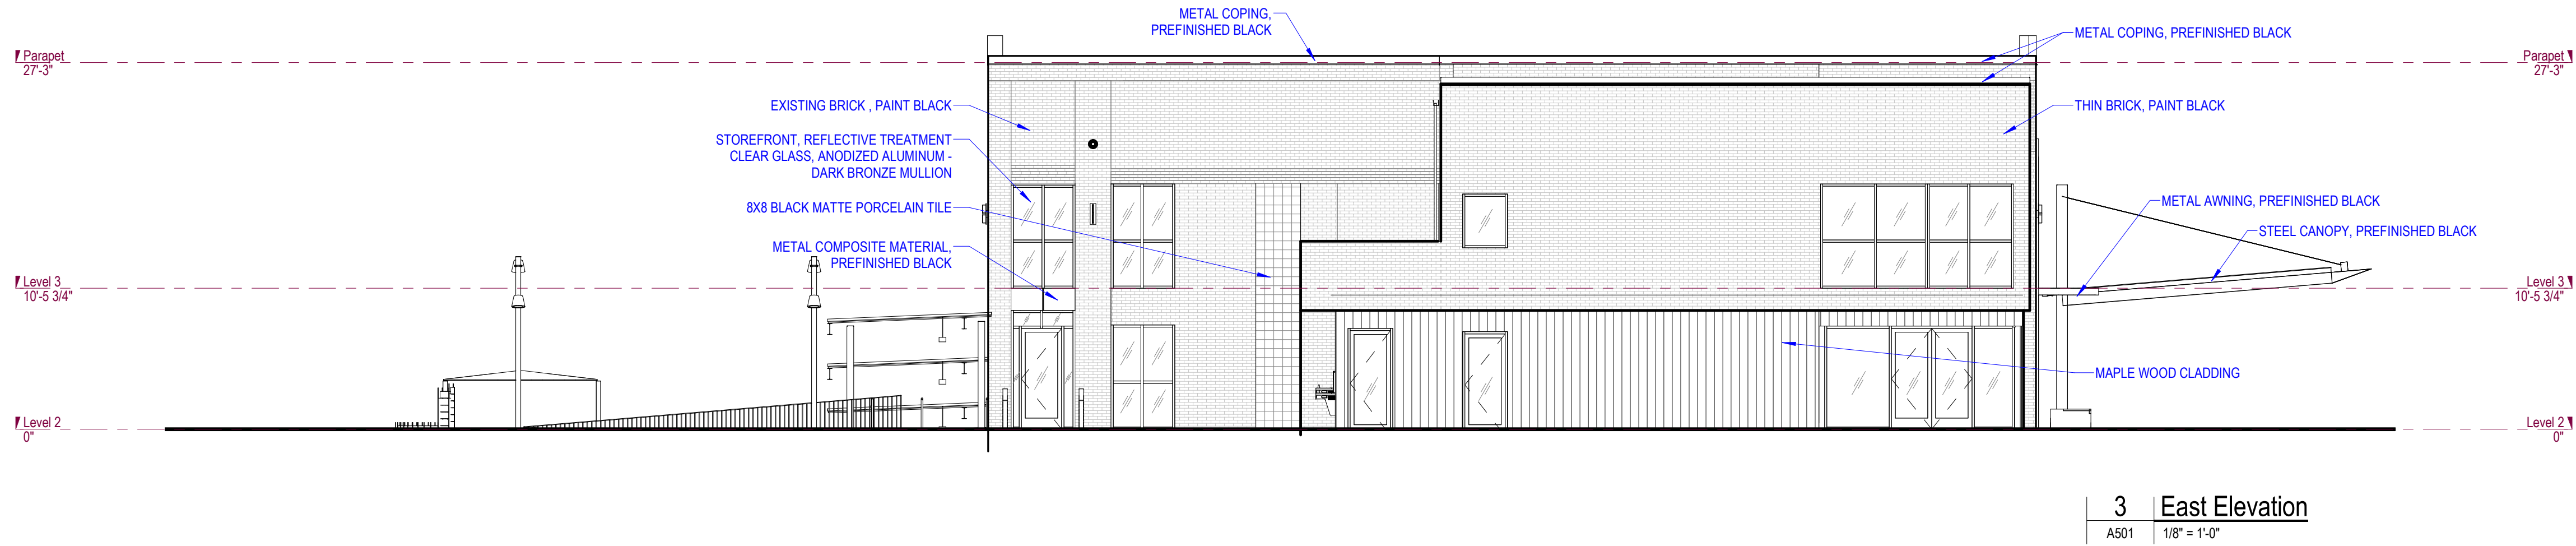 METAL COPING,
PREFINISHED BLACK
METAL COPING, PREFINISHED BLACK
Parapet
27'-3"
Parapet
27'-3"
EXISTING BRICK , PAINT BLACK
THIN BRICK, PAINT BLACK
STOREFRONT, REFLECTIVE TREATMENT
CLEAR GLASS, ANODIZED ALUMINUM -
DARK BRONZE MULLION
8X8 BLACK MATTE PORCELAIN TILE
METAL AWNING, PREFINISHED BLACK
STEEL CANOPY, PREFINISHED BLACK
METAL COMPOSITE MATERIAL,
PREFINISHED BLACK
Level 3
10'-5 3/4"
Level 3
10'-5 3/4"
MAPLE WOOD CLADDING
Level 2
0"
Level 2
0"
3 East Elevation
A501 1/8" = 1'-0"